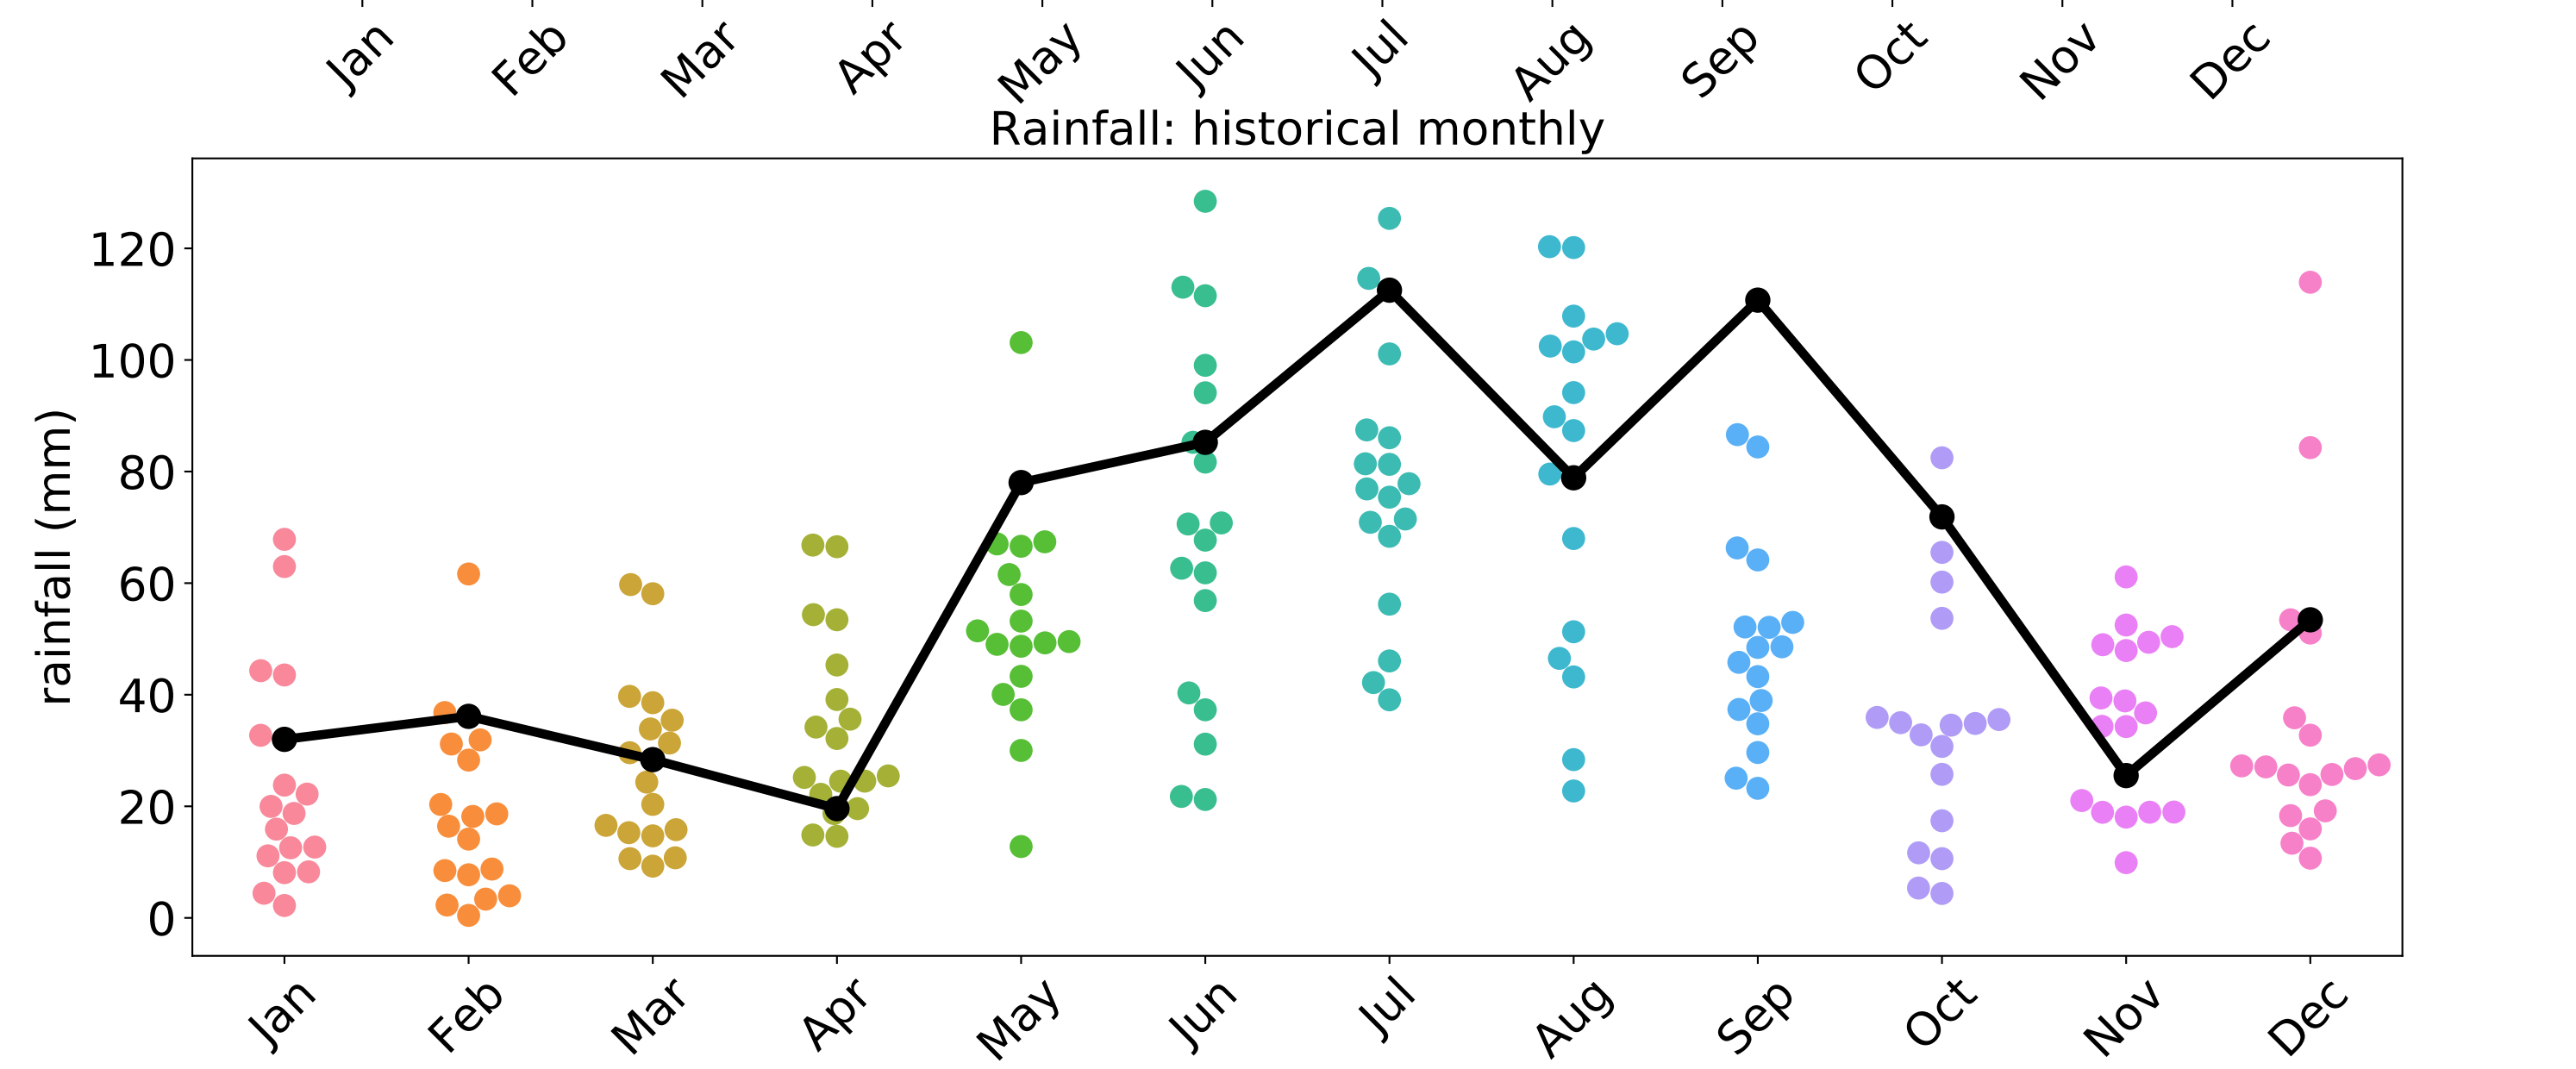 Jan Feb Mar Apr May Jun Jul Aug Sep Oct Nov Dec
Rainfall: historical monthly
120
100
80
60
40
20
0
rainfall (mm)
Jan Feb Mar Apr May Jun Jul Aug Sep Oct Nov Dec